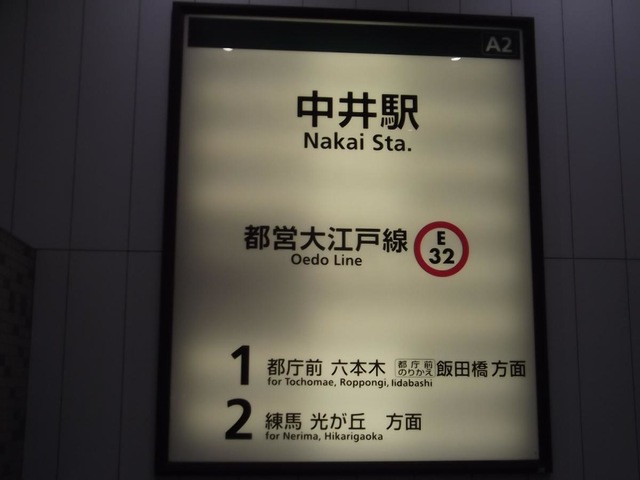 A2
中井駅
Nakai Sta.
都営大江戸線
Oedo Line
E
32
1 都庁前 六本木 都庁前のりかえ 飯田橋 方面
for Tochomae, Roppongi, Iidabashi
2 練馬 光が丘 方面
for Nerima, Hikarigaoka